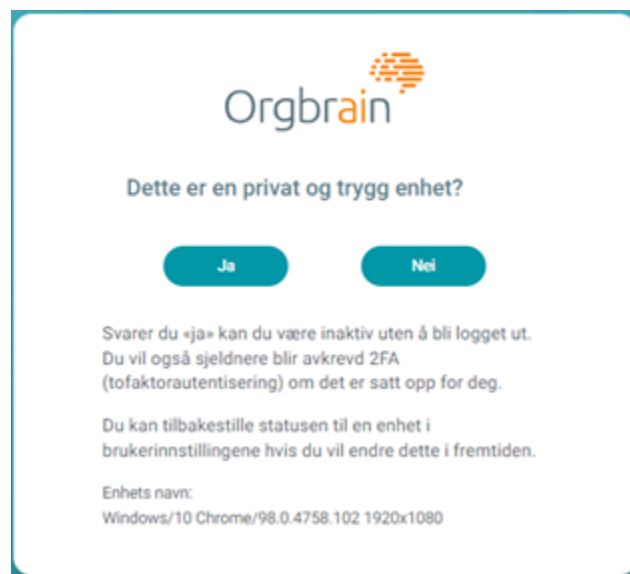 Orgbrain
Dette er en privat og trygg enhet?
Ja
Nei
Svarer du «ja» kan du være inaktiv uten å bli logget ut.
Du vil også sjeldnere blir avkrevd 2FA
(tofaktorautentisering) om det er satt opp for deg.
Du kan tilbakestille statusen til en enhet i
brukerinnstillingene hvis du vil endre dette i fremtiden.
Enhets navn:
Windows/10 Chrome/98.0.4758.102 1920x1080